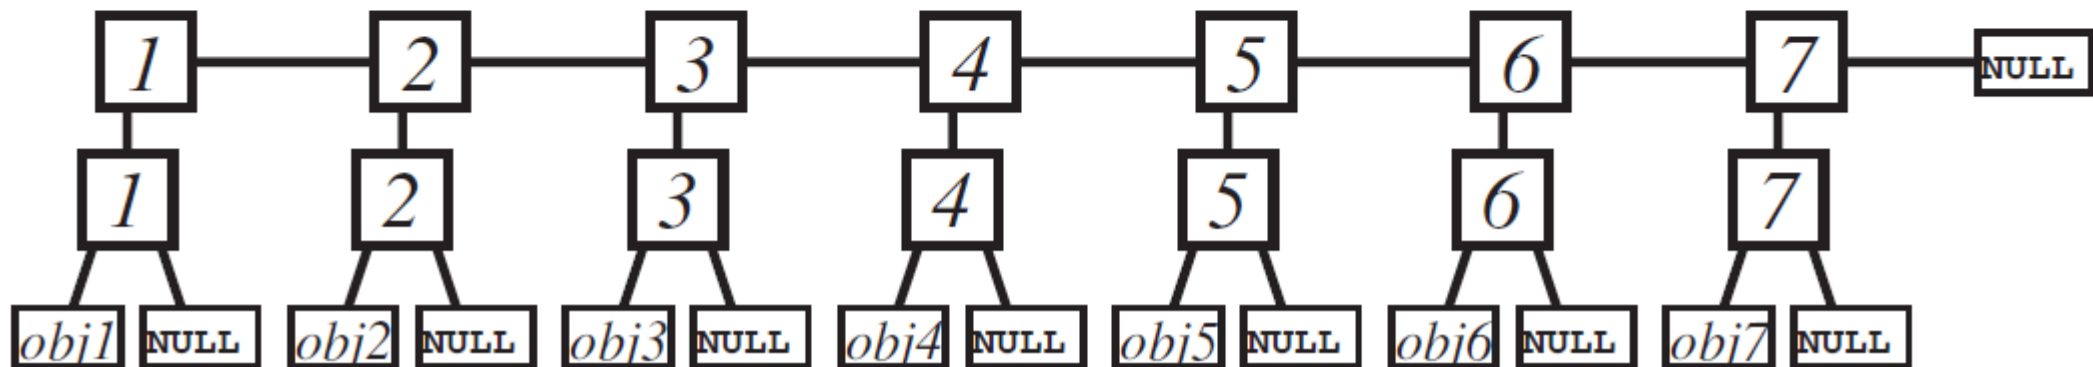 1 2 3 4 5 6 7 NULL
1 2 3 4 5 6 7
obj1 NULL obj2 NULL obj3 NULL obj4 NULL obj5 NULL obj6 NULL obj7 NULL